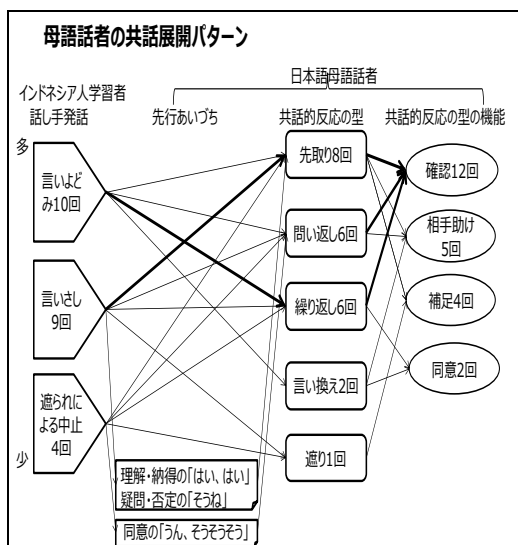 母語話者の共話展開パターン
日本語母語話者
インドネシア人学習者
話し手発話
先行あいづち
共話的反応の型
共話的反応の型の機能
多
言いよど
み10回
言いさし
9回
遮られに
よる中止
4回
少
先取り8回
問い返し6回
繰り返し6回
言い換え2回
遮り1回
確認12回
相手助け
5回
補足4回
同意2回
理解・納得の「はい、はい」
疑問・否定の「そうね」
同意の「うん、そうそうそう」